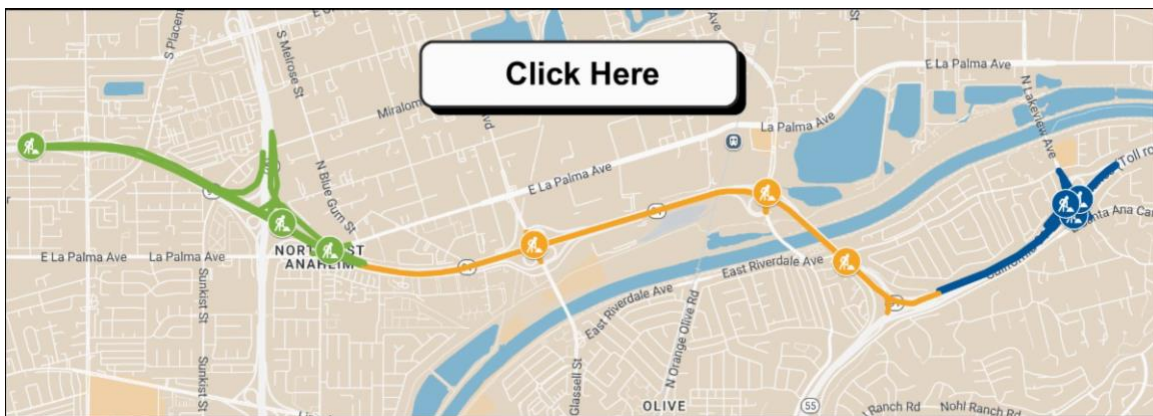 Click Here
E La Palma Ave
S Melrose St
La Palma Ave
N Lakeview Ave
N Blue Gum St
E La Palma Ave
E La Palma Ave
La Palma Ave
ANAHEIM
East Riverdale Ave
East Riverdale Ave
Sunkist St
Sunkist St
N Orange Olive Rd
Glassell St
OLIVE
55
Ranch Rd
Nohl Ranch Rd